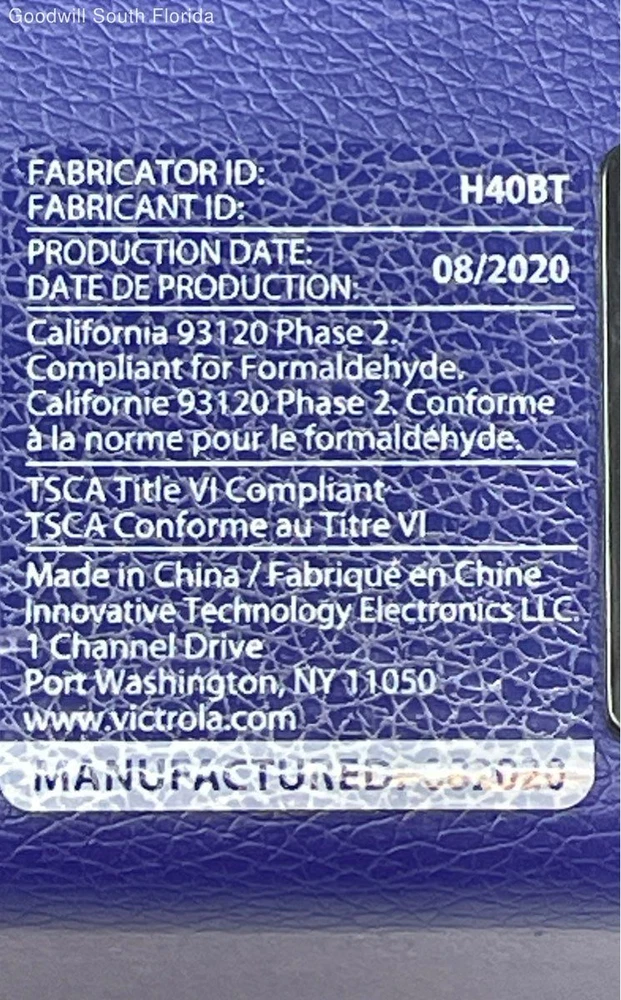 Goodwill South Florida
FABRICATOR ID:
FABRICANT ID:
H40BT
PRODUCTION DATE:
DATE DE PRODUCTION:
08/2020
California 93120 Phase 2.
Compliant for Formaldehyde.
Californie 93120 Phase 2. Conforme
à la norme pour le formaldéhyde.
TSCA Title VI Compliant
TSCA Conforme au Titre VI
Made in China / Fabriqué en Chine
Innovative Technology Electronics LLC.
1 Channel Drive
Port Washington, NY 11050
www.victrola.com
MANUFACTURED: 082020